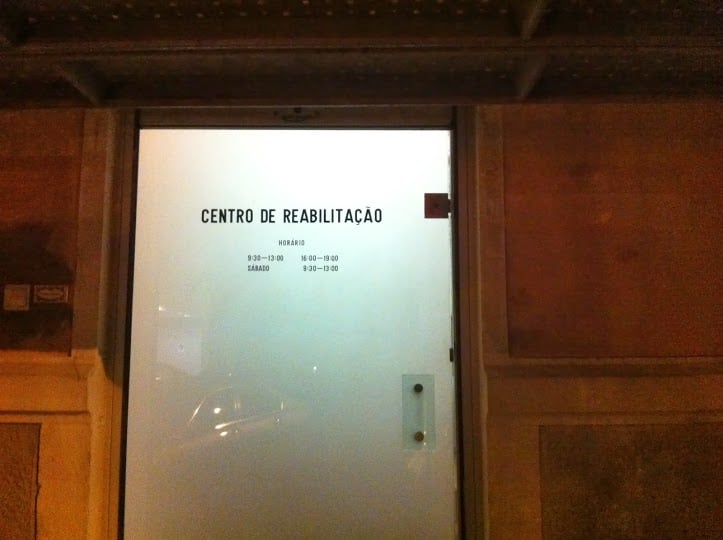 CENTRO DE REABILITAÇÃO
HORÁRIO
9:30—13:00 16:00—19:00
SÁBADO 9:30—13:00